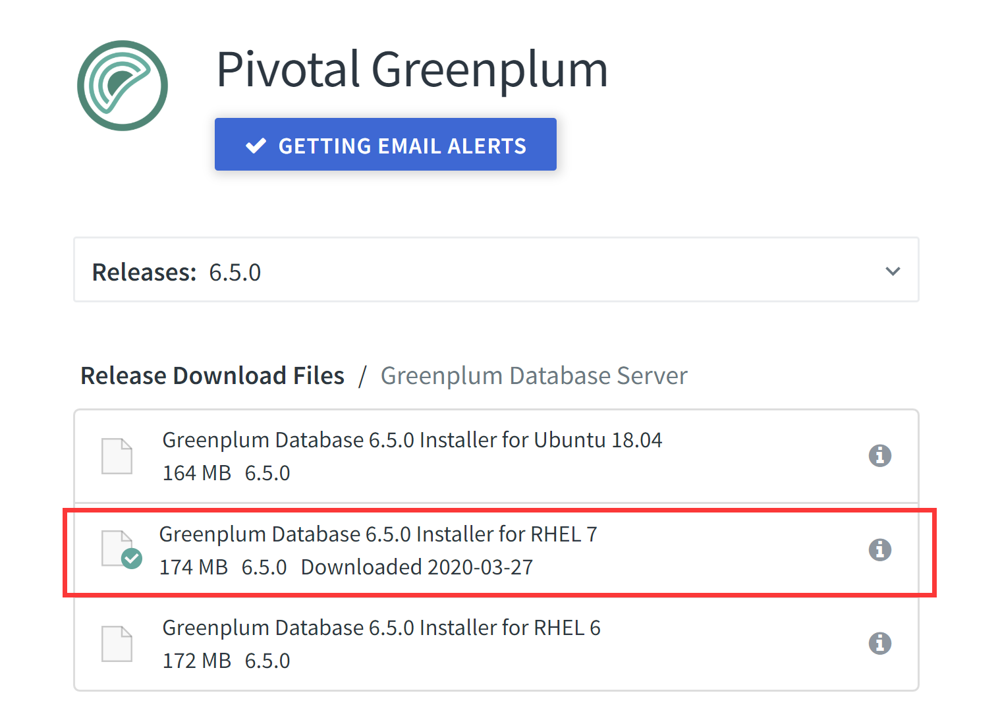 Pivotal Greenplum
GETTING EMAIL ALERTS
Releases: 6.5.0
Release Download Files / Greenplum Database Server
Greenplum Database 6.5.0 Installer for Ubuntu 18.04
164 MB 6.5.0
Greenplum Database 6.5.0 Installer for RHEL 7
174 MB 6.5.0 Downloaded 2020-03-27
Greenplum Database 6.5.0 Installer for RHEL 6
172 MB 6.5.0